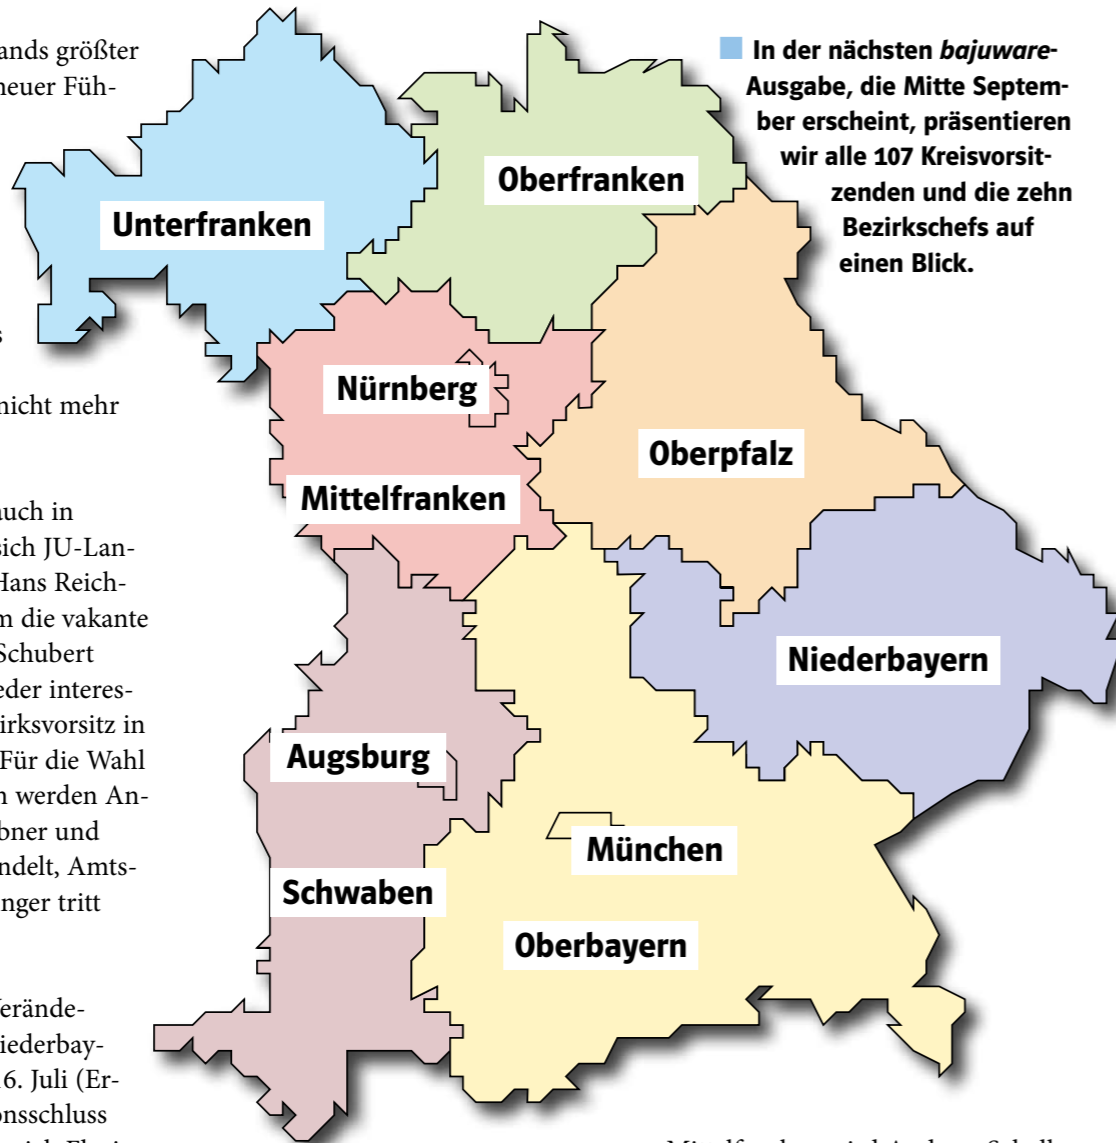 ands größter
neuer Füh-
s
nicht mehr
auch in
sich JU-Lan-
Hans Reich-
m die vakante
Schubert
eder interes-
irksvorsitz in
Für die Wahl
n werden An-
bner und
ndelt, Amts-
nger tritt
Verände-
iederbay-
6. Juli (Er-
onsschluss
In der nächsten bajuware-
Ausgabe, die Mitte Septem-
ber erscheint, präsentieren
wir alle 107 Kreisvorsit-
zenden und die zehn
Bezirkschefs auf
einen Blick.
Unterfranken
Oberfranken
Nürnberg
Mittelfranken
Oberpfalz
Niederbayern
Augsburg
Schwaben
München
Oberbayern